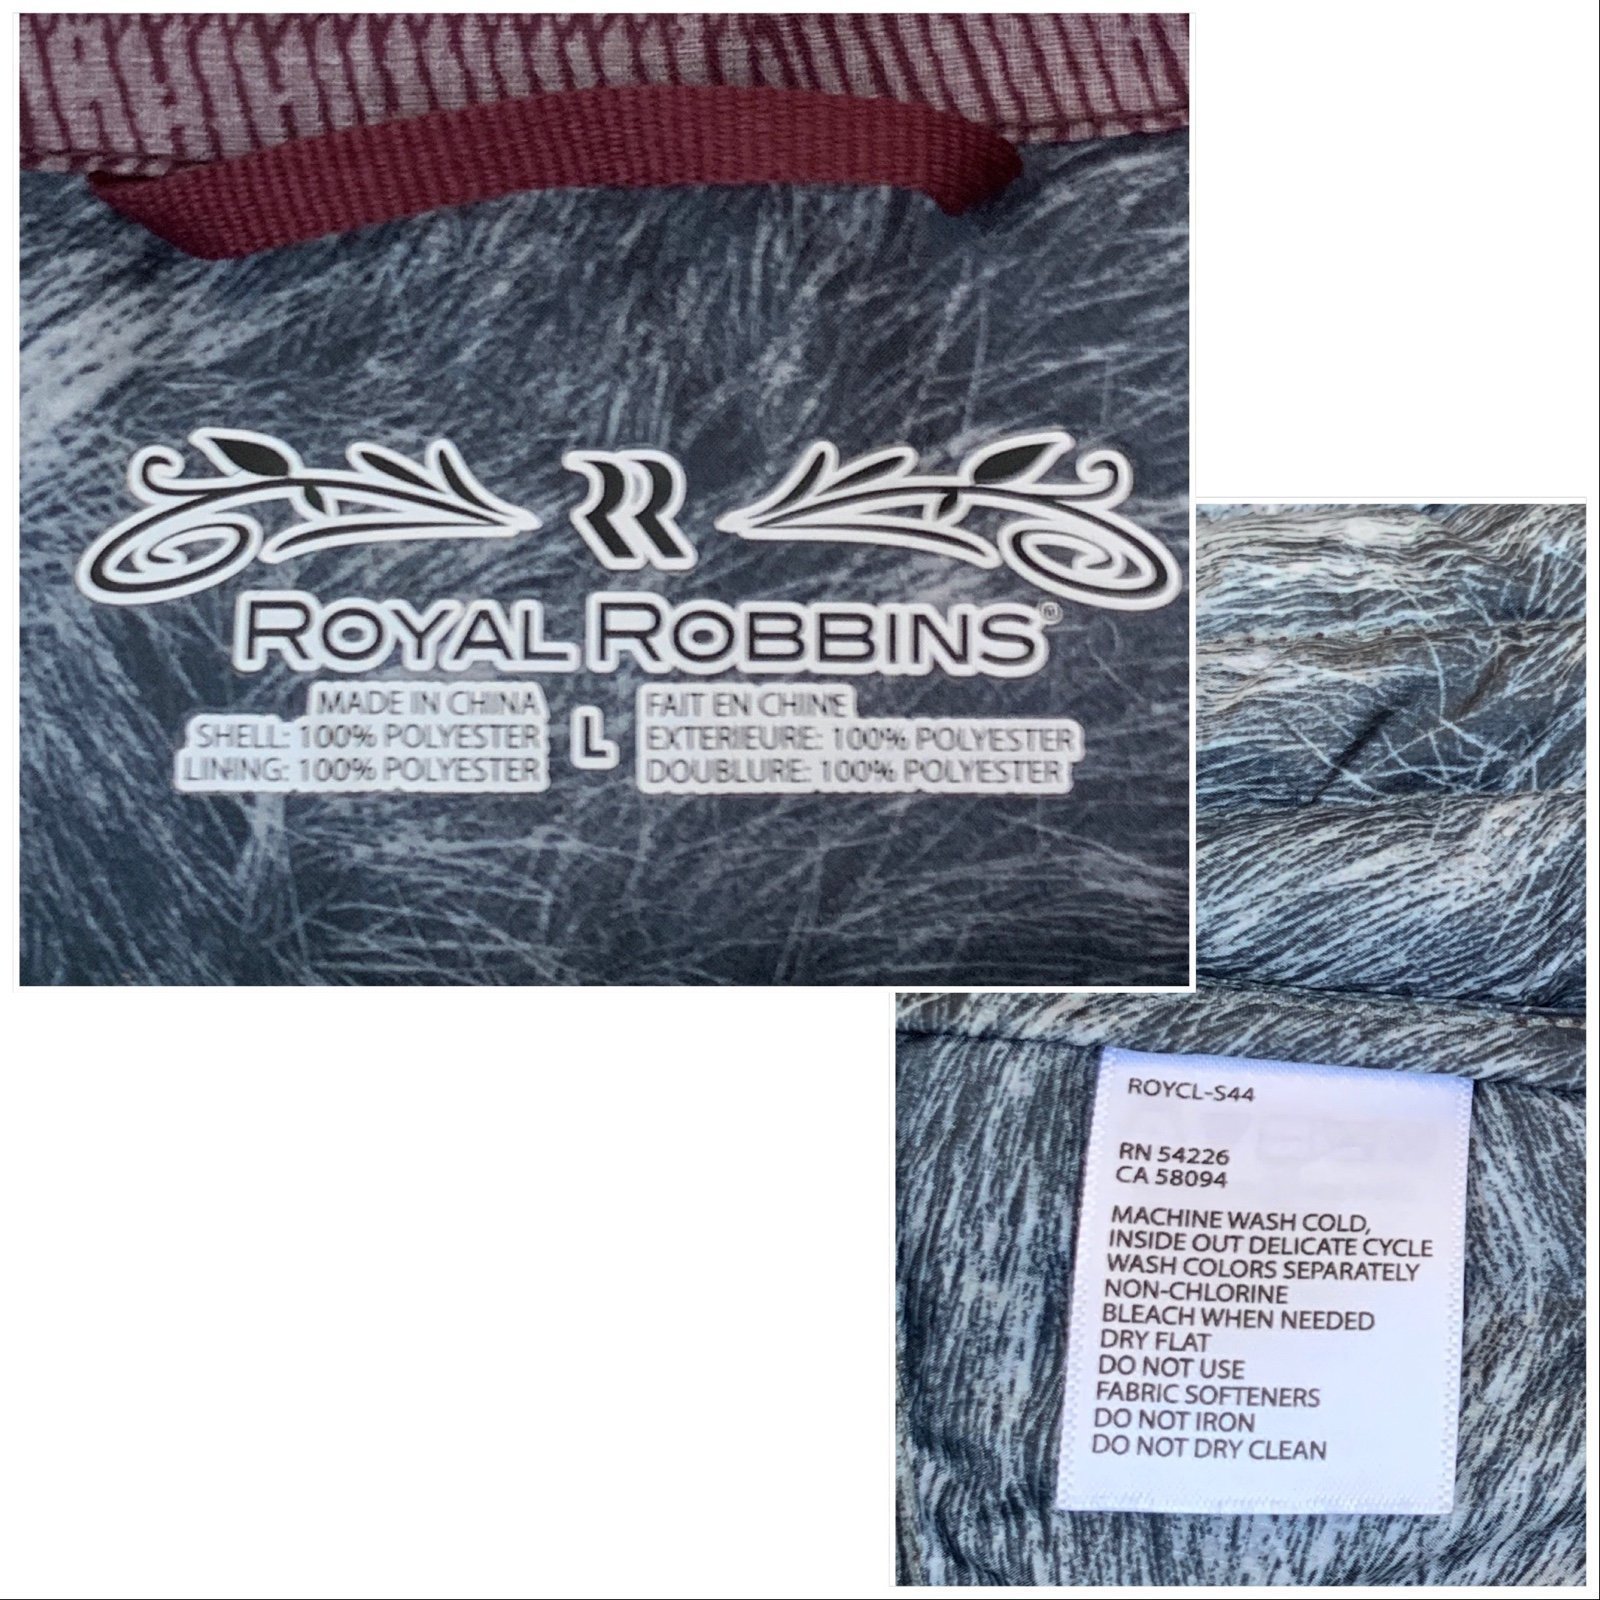 RR
ROYAL ROBBINS®
MADE IN CHINA
SHELL: 100% POLYESTER
LINING: 100% POLYESTER
L
FAIT EN CHINE
EXTERIEURE: 100% POLYESTER
DOUBLURE: 100% POLYESTER
ROYCL-S44
RN 54226
CA 58094
MACHINE WASH COLD,
INSIDE OUT DELICATE CYCLE
WASH COLORS SEPARATELY
NON-CHLORINE
BLEACH WHEN NEEDED
DRY FLAT
DO NOT USE
FABRIC SOFTENERS
DO NOT IRON
DO NOT DRY CLEAN